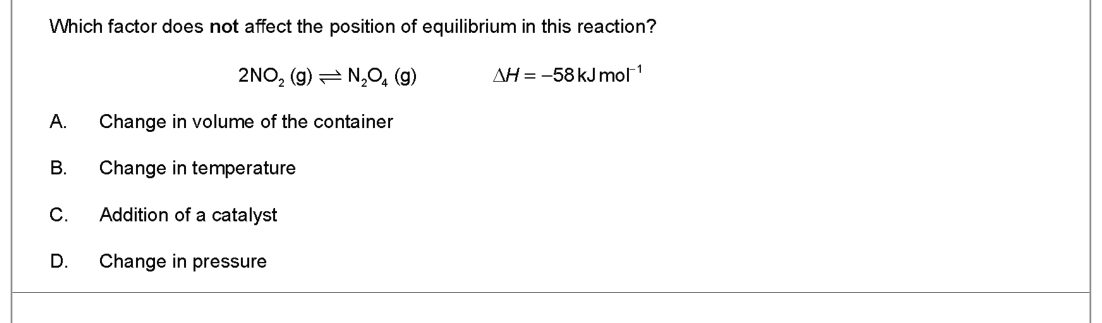 Which factor does not affect the position of equilibrium in this reaction?
2NO₂ (g) ⇌ N₂O₄ (g) ΔH = –58 kJ mol⁻¹
A. Change in volume of the container
B. Change in temperature
C. Addition of a catalyst
D. Change in pressure